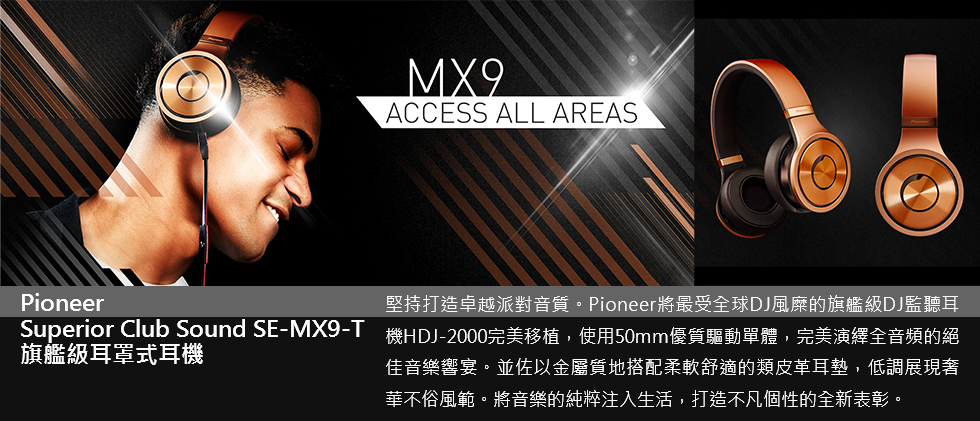 MX9
ACCESS ALL AREAS
Pioneer
Superior Club Sound SE-MX9-T
旗艦級耳罩式耳機
堅持打造卓越派對音質。Pioneer將最受全球DJ風糜的旗艦級DJ監聽耳
機HDJ-2000完美移植，使用50mm優質驅動單體，完美演繹全音頻的絕
佳音樂響宴。並佐以金屬質地搭配柔軟舒適的類皮革耳墊，低調展現奢
華不俗風範。將音樂的純粹注入生活，打造不凡個性的全新表彰。